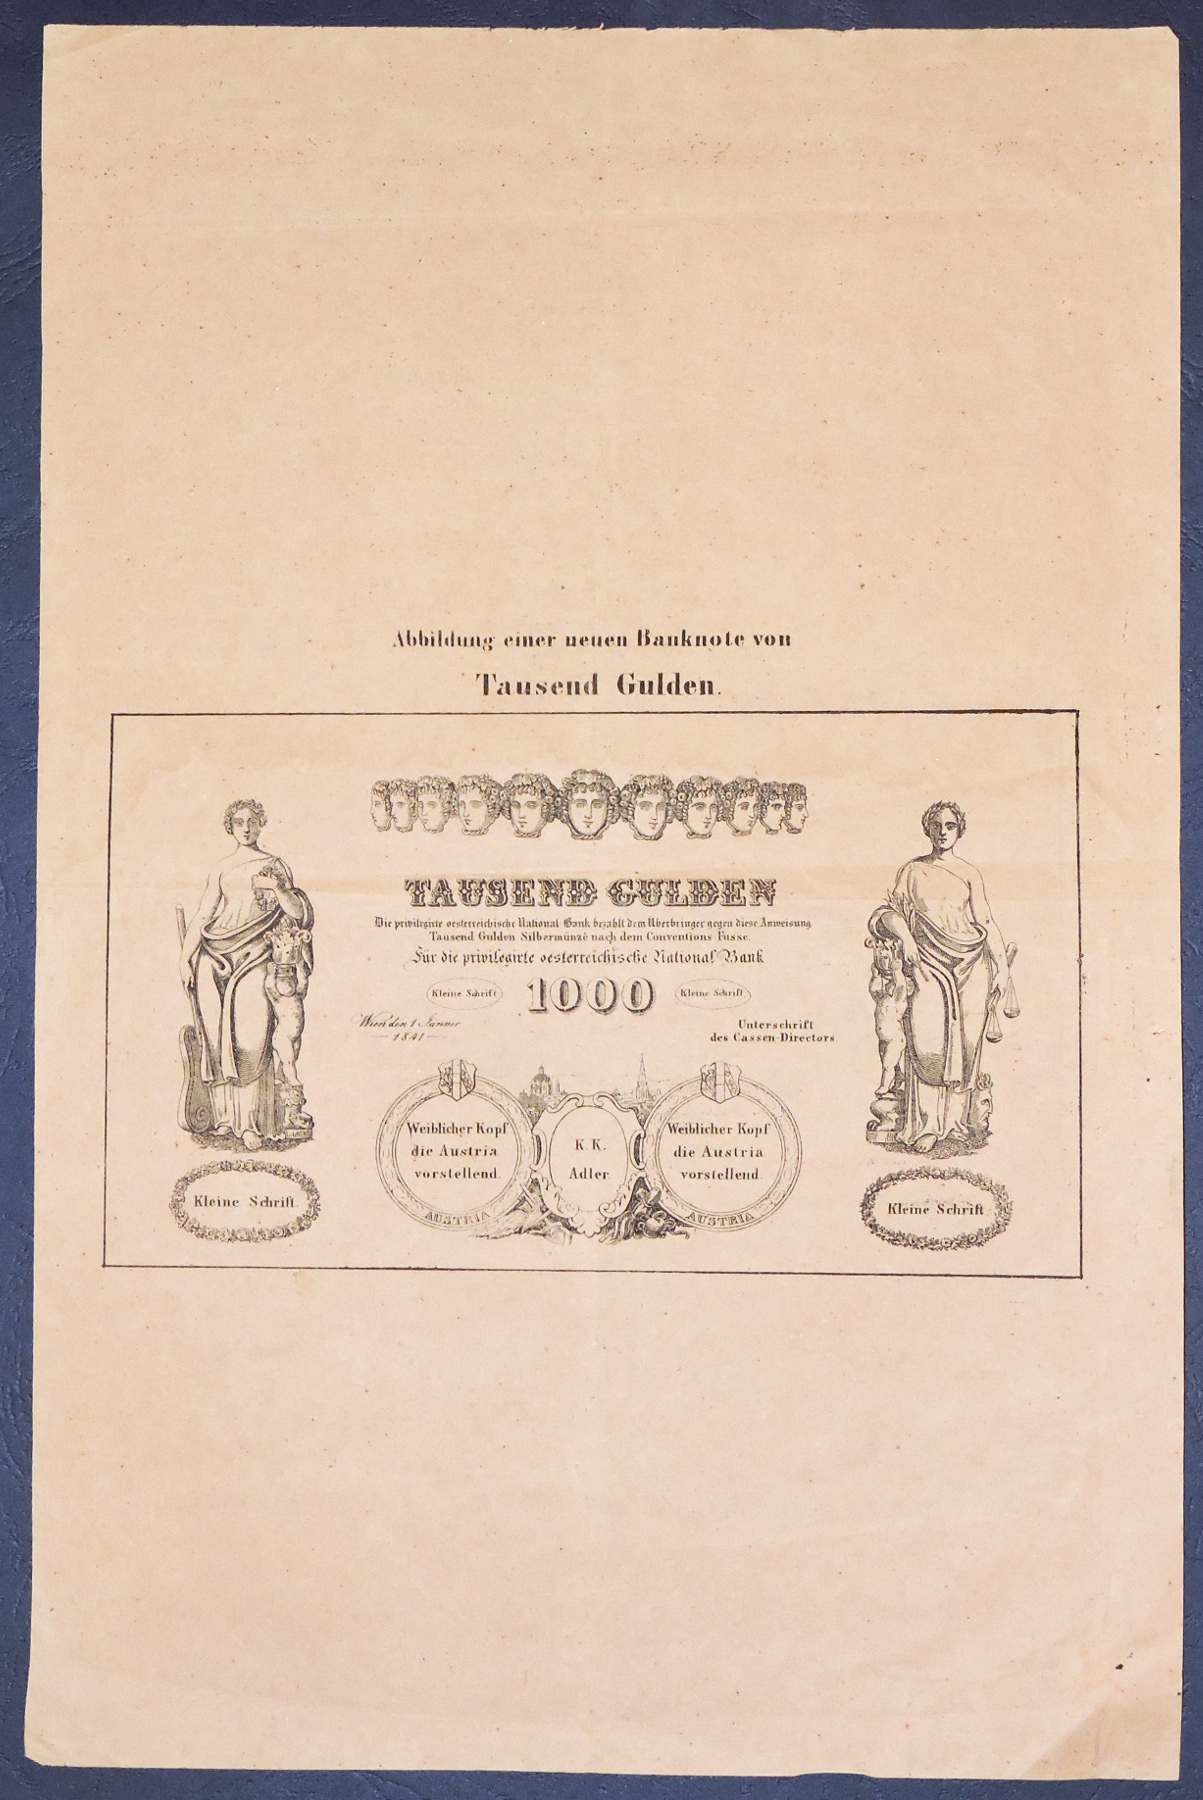 Abbildung einer neuen Banknote von
Tausend Gulden.
TAUSEND GULDEN
Die privilegirte oesterreichische National-Bank bezahlt dem Uberbringer gegen diese Anweisung
Tausend Gulden Silbermünze nach dem Conventions Fusse.
Für die privilegirte oesterreichische National Bank
Kleine Schrift 1000 Kleine Schrift
Wien den 1 Jänner
1841
Unterschrift
des Cassen-Directors
Weiblicher Kopf
die Austria
vorstellend.
AUSTRIA
K. K.
Adler
Weiblicher Kopf
die Austria
vorstellend.
AUSTRIA
Kleine Schrift.
Kleine Schrift